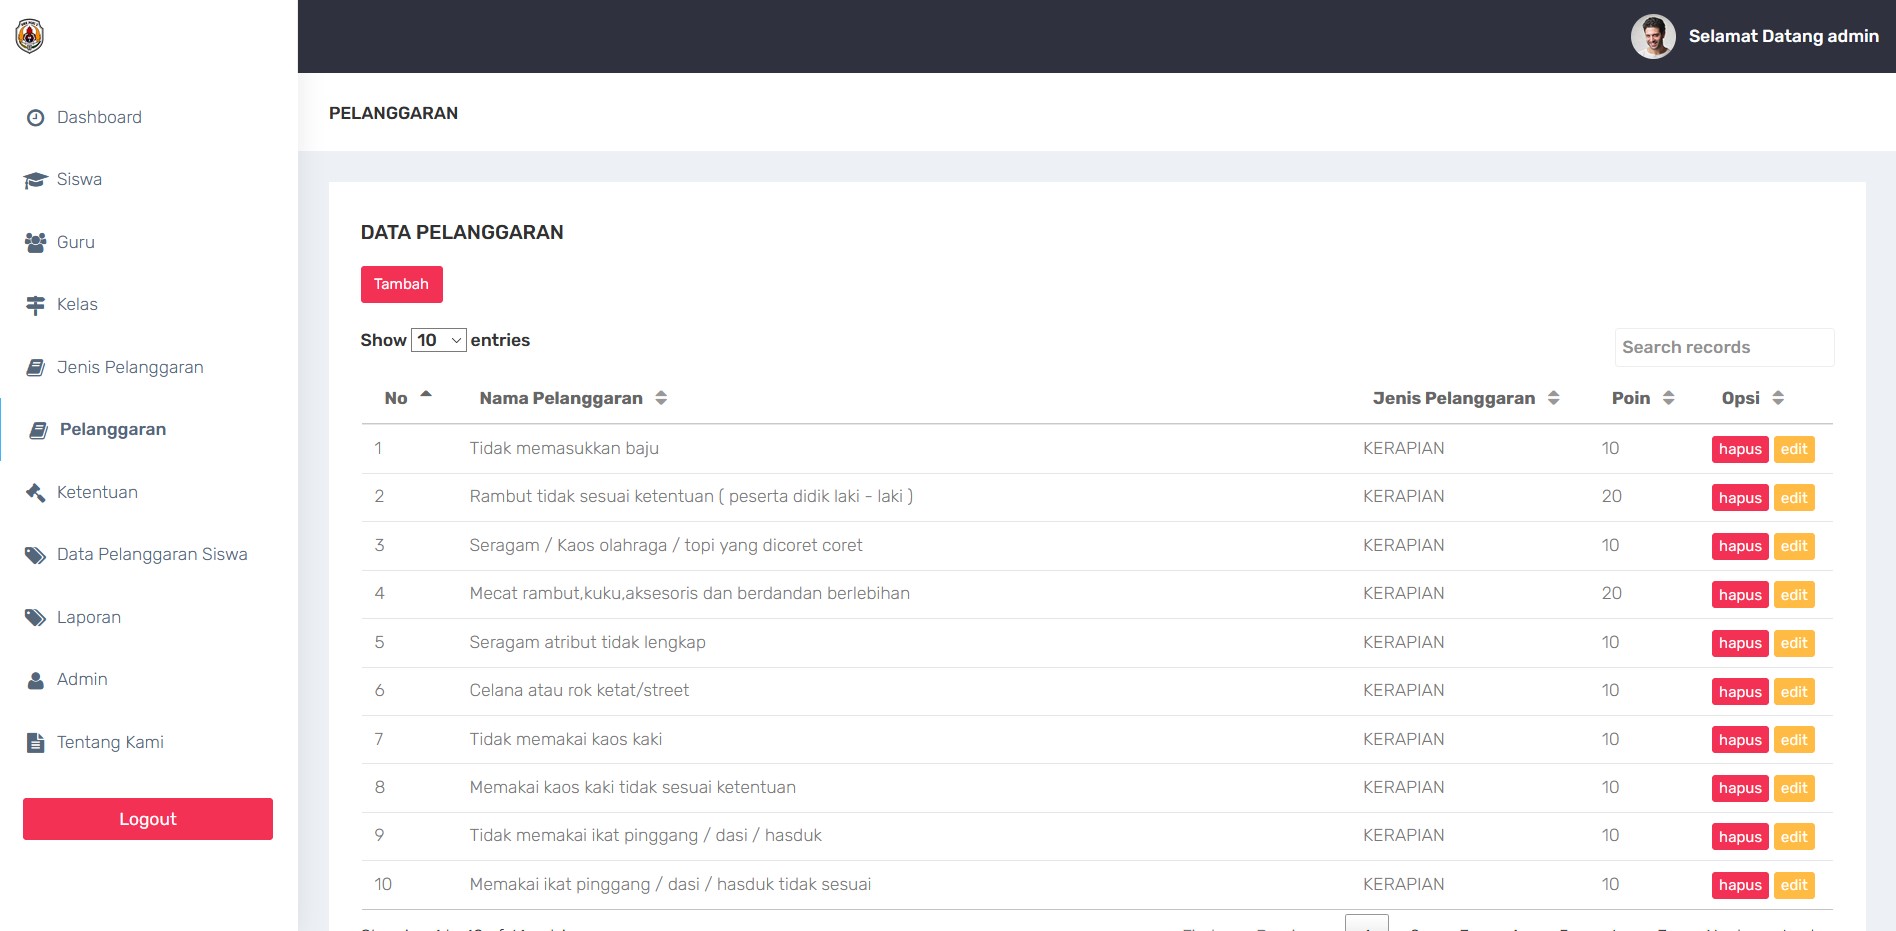 Selamat Datang admin
Dashboard
Siswa
Guru
Kelas
Jenis Pelanggaran
Pelanggaran
Ketentuan
Data Pelanggaran Siswa
Laporan
Admin
Tentang Kami
Logout
PELANGGARAN
DATA PELANGGARAN
Tambah
Show 10 entries
Search records
No Nama Pelanggaran Jenis Pelanggaran Poin Opsi
1 Tidak memasukkan baju KERAPIAN 10 hapus edit
2 Rambut tidak sesuai ketentuan ( peserta didik laki - laki ) KERAPIAN 20 hapus edit
3 Seragam / Kaos olahraga / topi yang dicoret coret KERAPIAN 10 hapus edit
4 Mecat rambut,kuku,aksesoris dan berdandan berlebihan KERAPIAN 20 hapus edit
5 Seragam atribut tidak lengkap KERAPIAN 10 hapus edit
6 Celana atau rok ketat/street KERAPIAN 10 hapus edit
7 Tidak memakai kaos kaki KERAPIAN 10 hapus edit
8 Memakai kaos kaki tidak sesuai ketentuan KERAPIAN 10 hapus edit
9 Tidak memakai ikat pinggang / dasi / hasduk KERAPIAN 10 hapus edit
10 Memakai ikat pinggang / dasi / hasduk tidak sesuai KERAPIAN 10 hapus edit